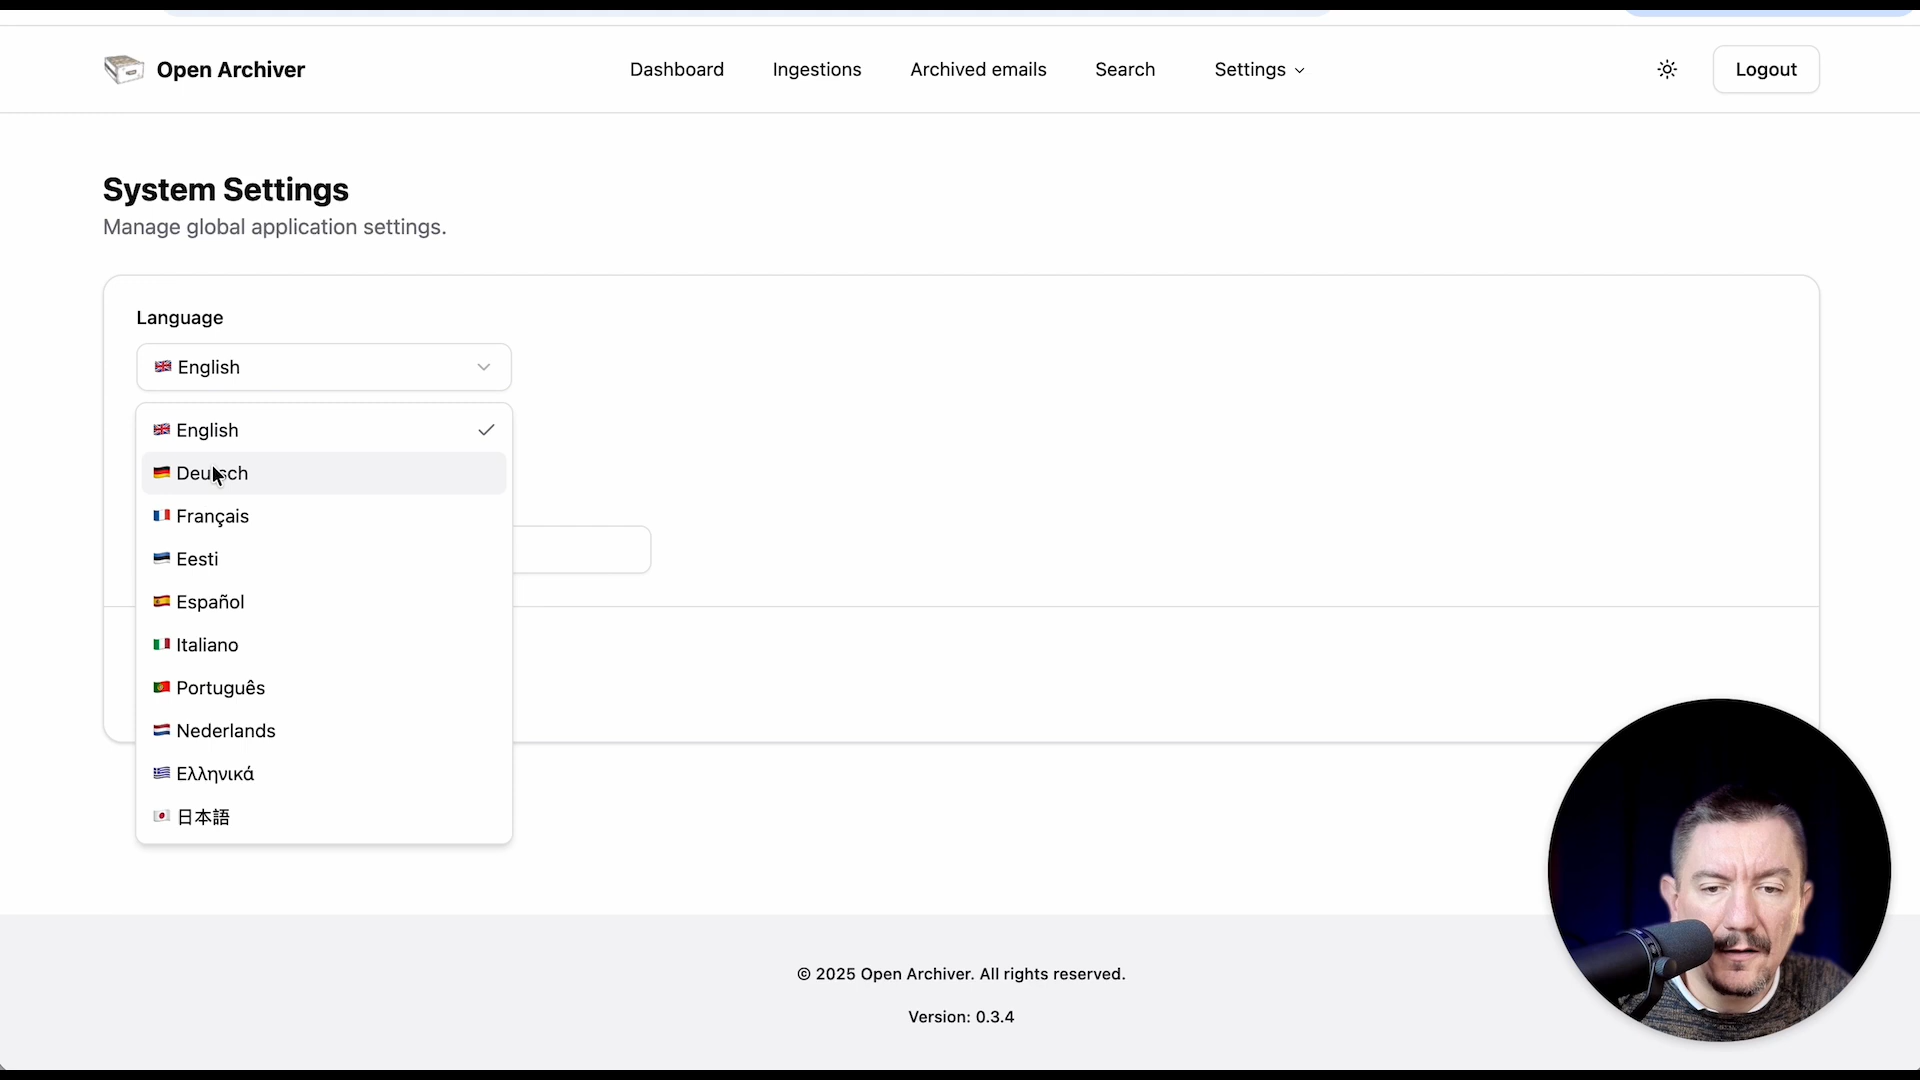 Open Archiver
Dashboard
Ingestions
Archived emails
Search
Settings
Logout
System Settings
Manage global application settings.
Language
English
English
Deutsch
Français
Eesti
Español
Italiano
Português
Nederlands
Ελληνικά
日本語
© 2025 Open Archiver. All rights reserved.
Version: 0.3.4